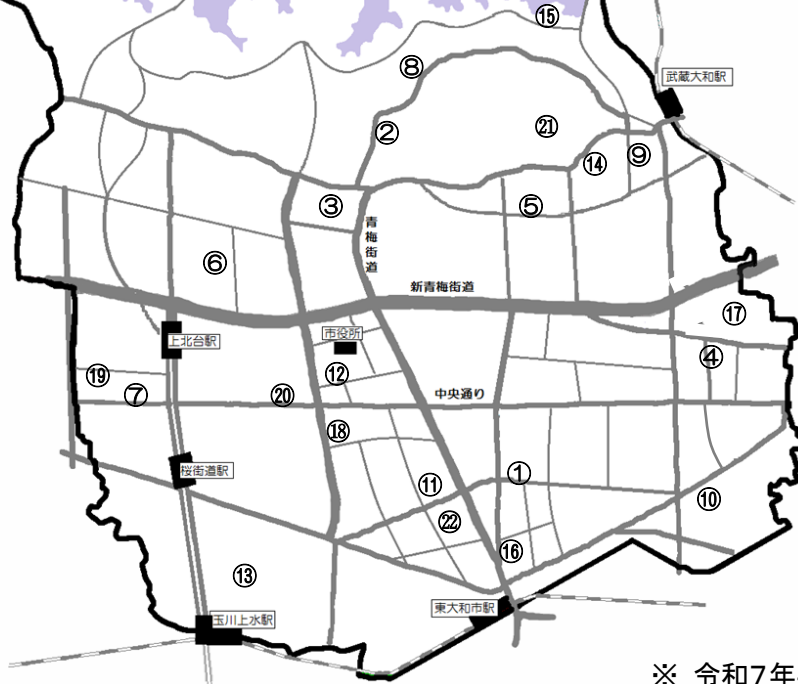 ⑮
⑧
武蔵大和駅
②
㉑
⑭
⑨
③
⑤
青梅街道
⑥
新青梅街道
⑰
市役所
上北台駅
④
⑫
⑲
⑦
⑳
中央通り
⑱
桜街道駅
⑪
①
⑩
㉒
⑯
⑬
東大和市駅
玉川上水駅
※ 令和7年